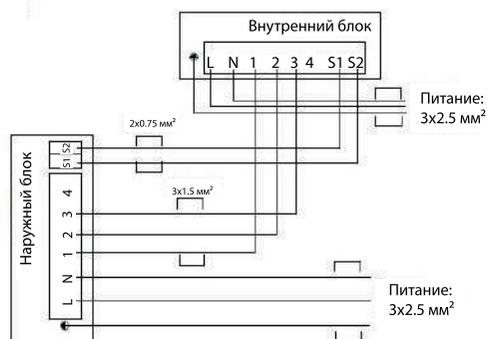 Внутренний блок
L N 1 2 3 4 S1 S2
Питание:
3x2.5 мм²
2x0.75 мм²
3x1.5 мм²
Наружный блок
S2
S1
4
3
2
1
N
L
Питание:
3x2.5 мм²